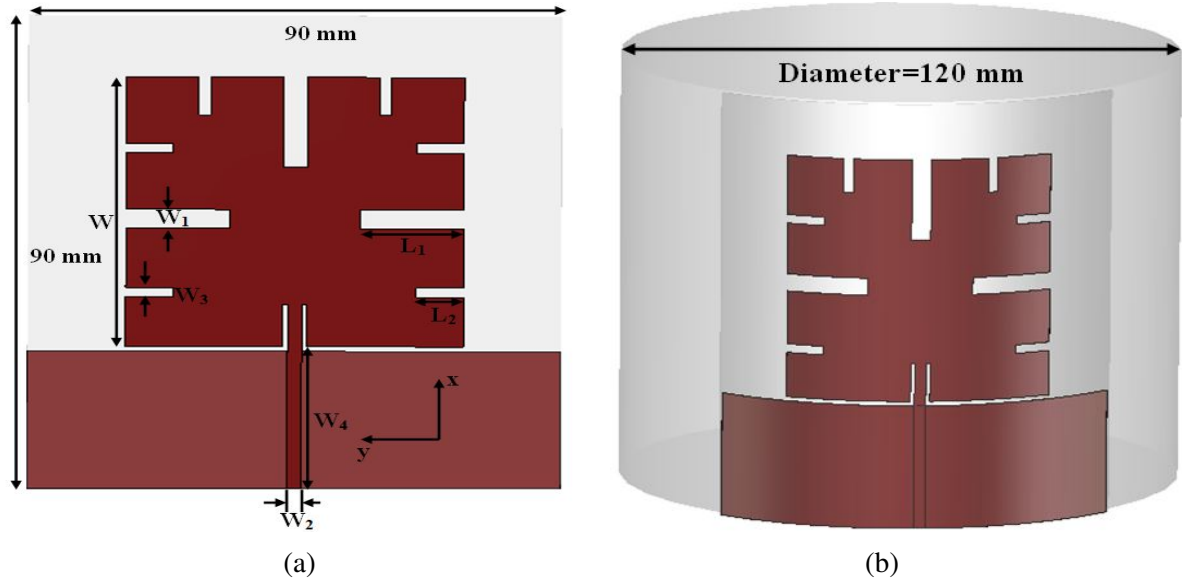 90 mm
Diameter=120 mm
W
W₁
L₁
90 mm
W₃
L₂
x
W₄
y
W₂
(a)
(b)